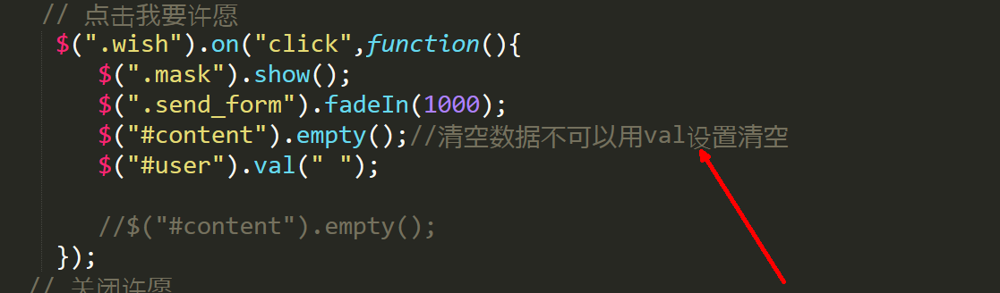 // 点击我要许愿
$(".wish").on("click",function(){
$(".mask").show();
$(".send_form").fadeIn(1000);
$("#content").empty();//清空数据不可以用val设置清空
$("#user").val(" ");
//$("#content").empty();
});
// 关闭许愿